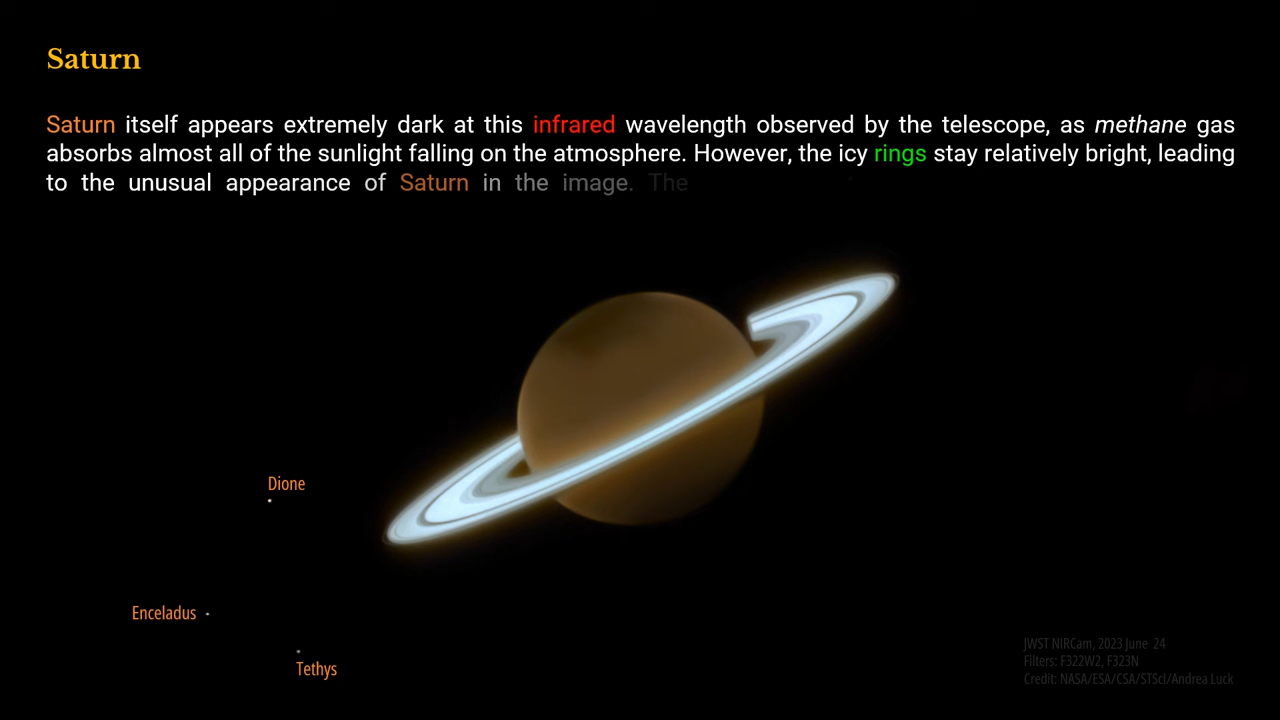 Saturn
Saturn itself appears extremely dark at this infrared wavelength observed by the telescope, as methane gas
absorbs almost all of the sunlight falling on the atmosphere. However, the icy rings stay relatively bright, leading
to the unusual appearance of Saturn in the image. The
Dione
Enceladus
Tethys
JWST NIRCam, 2023 June 24
Filters: F322W2, F323N
Credit: NASA/ESA/CSA/STScI/Andrea Luck